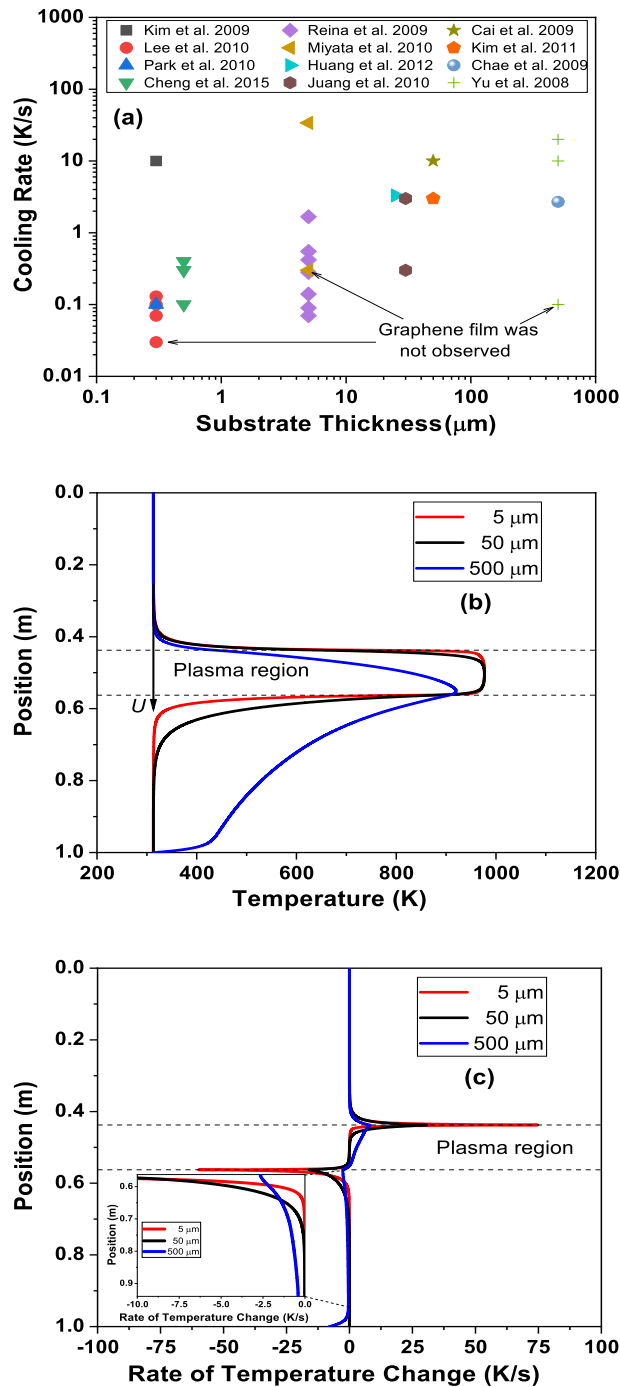 Kim et al. 2009 Reina et al. 2009 Cai et al. 2009
Lee et al. 2010 Miyata et al. 2010 Kim et al. 2011
Park et al. 2010 Huang et al. 2012 Chae et al. 2009
Cheng et al. 2015 Juang et al. 2010 Yu et al. 2008
(a)
1000
100
10
1
0.1
0.01
Cooling Rate (K/s)
Graphene film was
not observed
0.1 1 10 100 1000
Substrate Thickness (μm)
0.0
0.2
0.4
0.6
0.8
1.0
Position (m)
5 μm
50 μm
500 μm
(b)
Plasma region
U
200 400 600 800 1000 1200
Temperature (K)
0.0
0.2
0.4
0.6
0.8
1.0
Position (m)
5 μm
50 μm
500 μm
(c)
Plasma region
0.6
0.7
0.8
0.9
Position (m)
5 μm
50 μm
500 μm
-10.0 -7.5 -5.0 -2.5 0.0
Rate of Temperature Change (K/s)
-100 -75 -50 -25 0 25 50 75 100
Rate of Temperature Change (K/s)